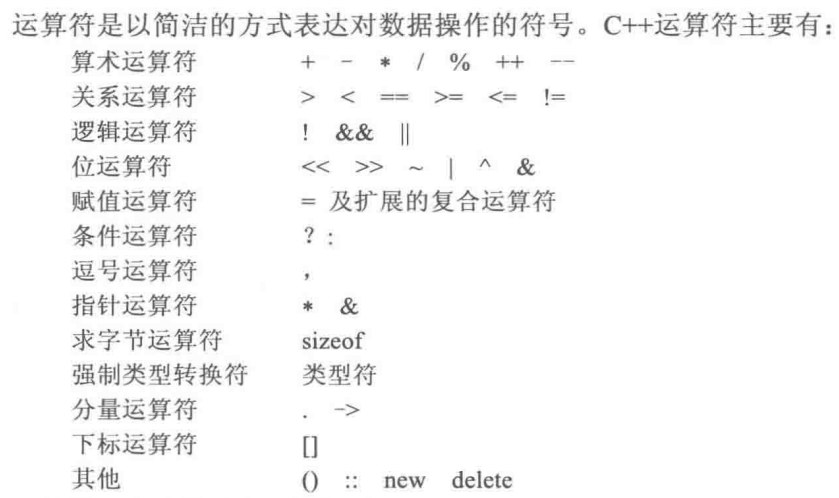 运算符是以简洁的方式表达对数据操作的符号。C++运算符主要有：
算术运算符 + - * / % ++ --
关系运算符 > < == >= <= !=
逻辑运算符 ! && ||
位运算符 << >> ~ | ^ &
赋值运算符 = 及扩展的复合运算符
条件运算符 ? :
逗号运算符 ,
指针运算符 * &
求字节运算符 sizeof
强制类型转换符 类型符
分量运算符 . ->
下标运算符 []
其他 () :: new delete